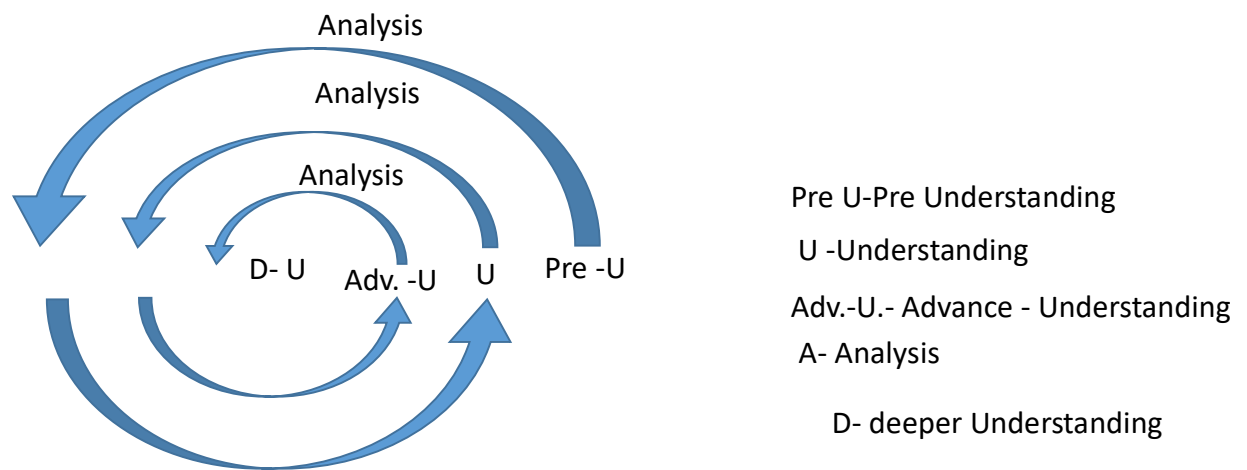 Analysis
Analysis
Analysis
D- U
Adv. -U
U
Pre -U
Pre U-Pre Understanding
U -Understanding
Adv.-U.- Advance - Understanding
A- Analysis
D- deeper Understanding